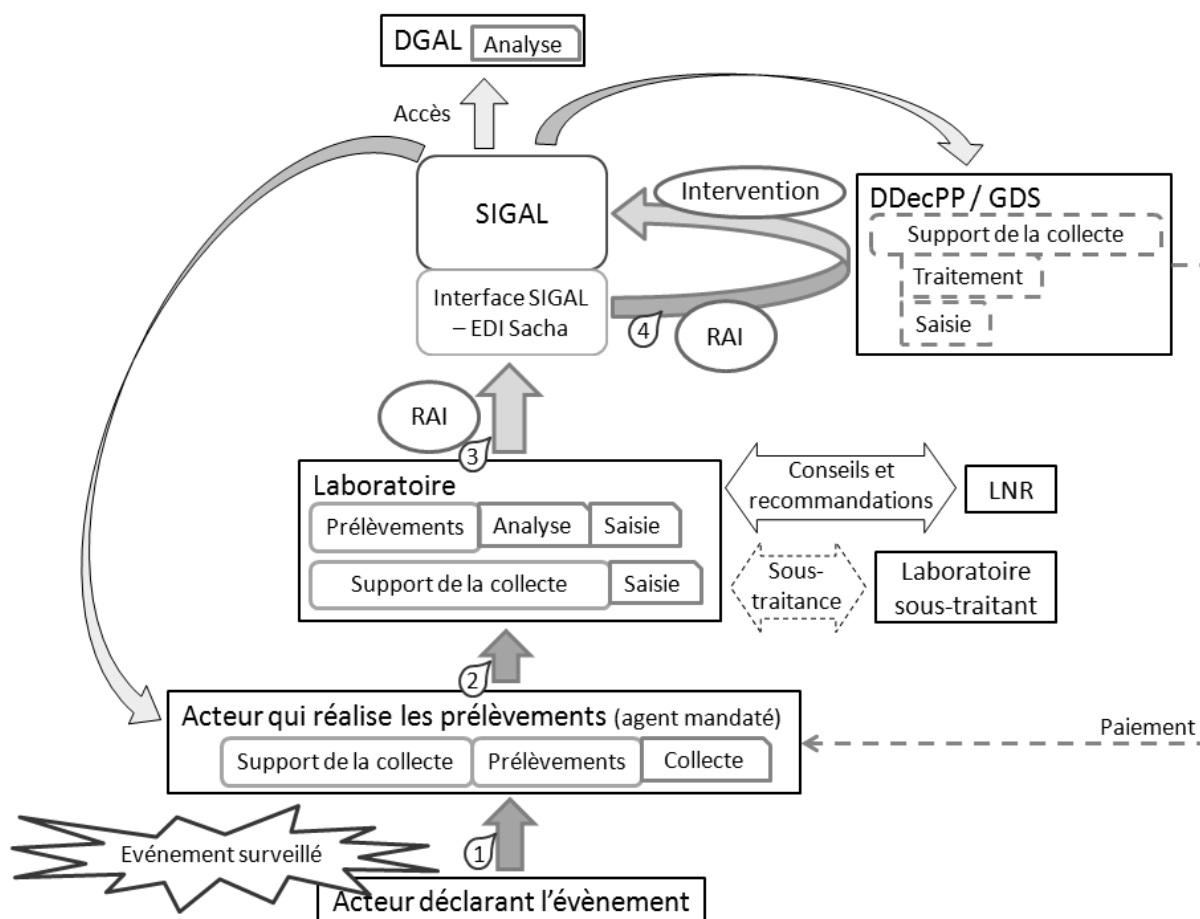 DGAL
Analyse
Accès
SIGAL
Intervention
DDecPP / GDS
Support de la collecte
Traitement
Saisie
Interface SIGAL
– EDI Sacha
4
RAI
RAI
3
Laboratoire
Prélèvements
Analyse
Saisie
Support de la collecte
Saisie
Conseils et
recommandations
LNR
Sous-
traitance
Laboratoire
sous-traitant
2
Acteur qui réalise les prélèvements (agent mandaté)
Support de la collecte
Prélèvements
Collecte
Paiement
Evénement surveillé
1
Acteur déclarant l’évènement